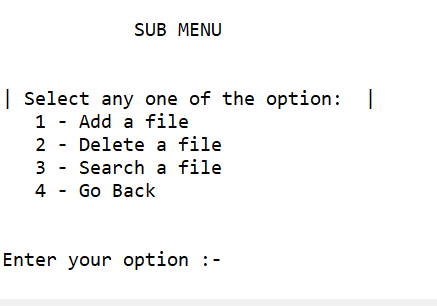 SUB MENU
| Select any one of the option: |
1 - Add a file
2 - Delete a file
3 - Search a file
4 - Go Back
Enter your option :-